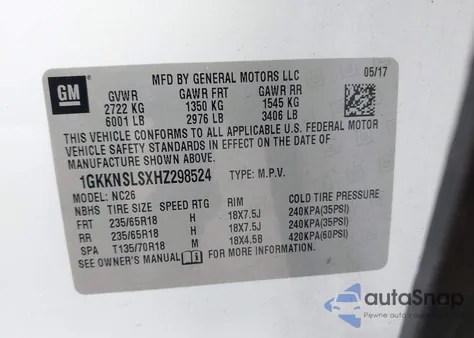 GM
MFD BY GENERAL MOTORS LLC
05/17
GVWR GAWR FRT GAWR RR
2722 KG 1350 KG 1545 KG
6001 LB 2976 LB 3406 LB
THIS VEHICLE CONFORMS TO ALL APPLICABLE U.S. FEDERAL MOTOR
VEHICLE SAFETY STANDARDS IN EFFECT ON THE DATE OF
MANUFACTURE SHOWN ABOVE.
1GKKNSLSXHZ298524 TYPE: M.P.V.
MODEL: NC26
NBHS TIRE SIZE SPEED RTG RIM COLD TIRE PRESSURE
FRT 235/65R18 H 18X7.5J 240KPA(35PSI)
RR 235/65R18 H 18X7.5J 240KPA(35PSI)
SPA T135/70R18 M 18X4.5B 420KPA(60PSI)
SEE OWNER'S MANUAL FOR ADDITIONAL INFORMATION.
autoSnap
Pewne auto prosto